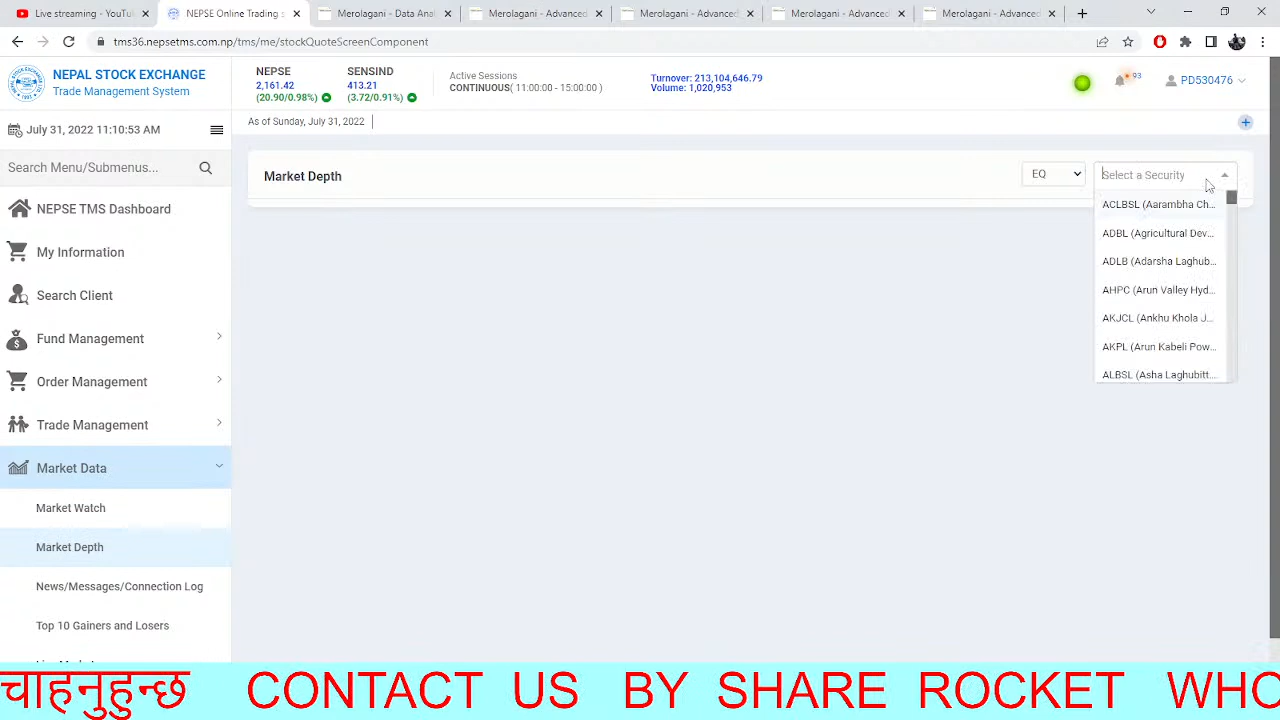 Live streaming - YouTub
NEPSE Online Trading s
Merolagani - Data Anal
Merolagani - Advanced
Merolagani - Advanced
Merolagani - Advanced
Merolagani - Advanced
tms36.nepsetms.com.np/tms/me/stockQuoteScreenComponent
NEPAL STOCK EXCHANGE
Trade Management System
NEPSE
2,161.42
(20.90/0.98%)
SENSIND
413.21
(3.72/0.91%)
Active Sessions
CONTINUOUS( 11:00:00 - 15:00:00 )
Turnover: 213,104,646.79
Volume: 1,020,953
93
PD530476
July 31, 2022 11:10:53 AM
As of Sunday, July 31, 2022
Search Menu/Submenus...
Market Depth
EQ
Select a Security
ACLBSL (Aarambha Ch...
ADBL (Agricultural Dev...
ADLB (Adarsha Laghub...
AHPC (Arun Valley Hyd...
AKJCL (Ankhu Khola J...
AKPL (Arun Kabeli Pow...
ALBSL (Asha Laghubitt...
NEPSE TMS Dashboard
My Information
Search Client
Fund Management
Order Management
Trade Management
Market Data
Market Watch
Market Depth
News/Messages/Connection Log
Top 10 Gainers and Losers
चाहनुहुन्छ CONTACT US BY SHARE ROCKET WHO